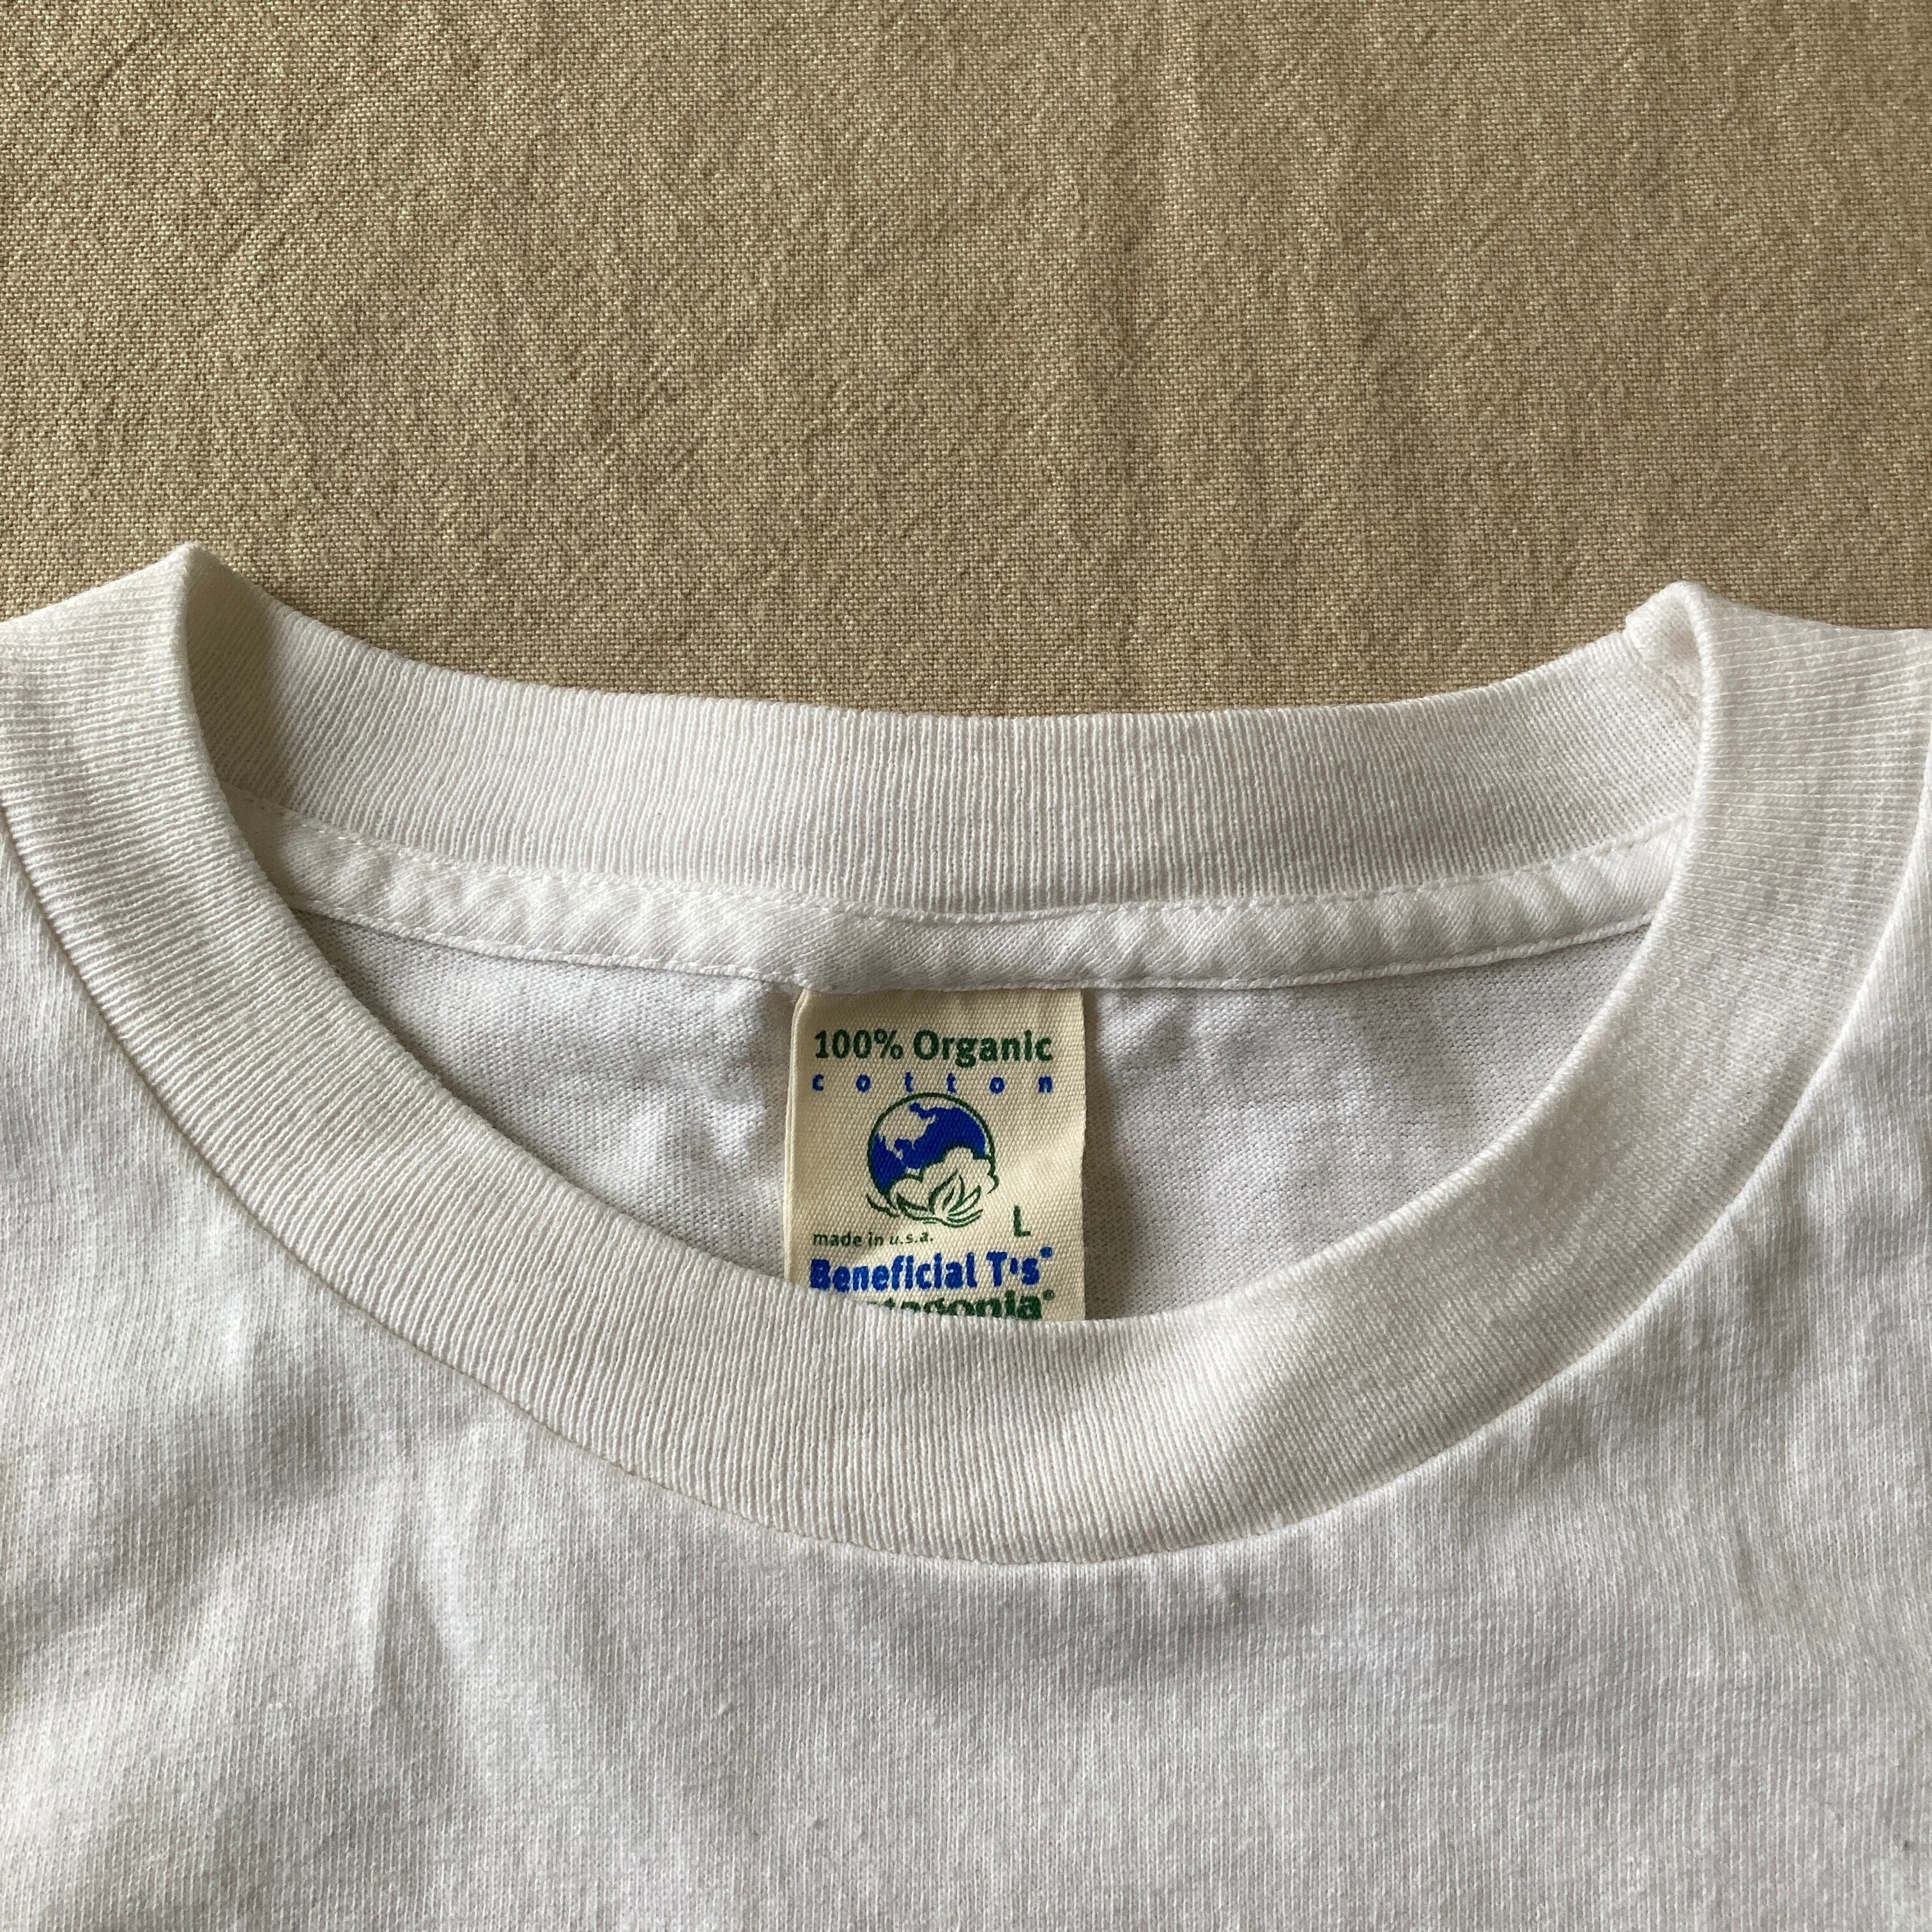 100% Organic
cotton
L
made in u.s.a.
Beneficial T's®